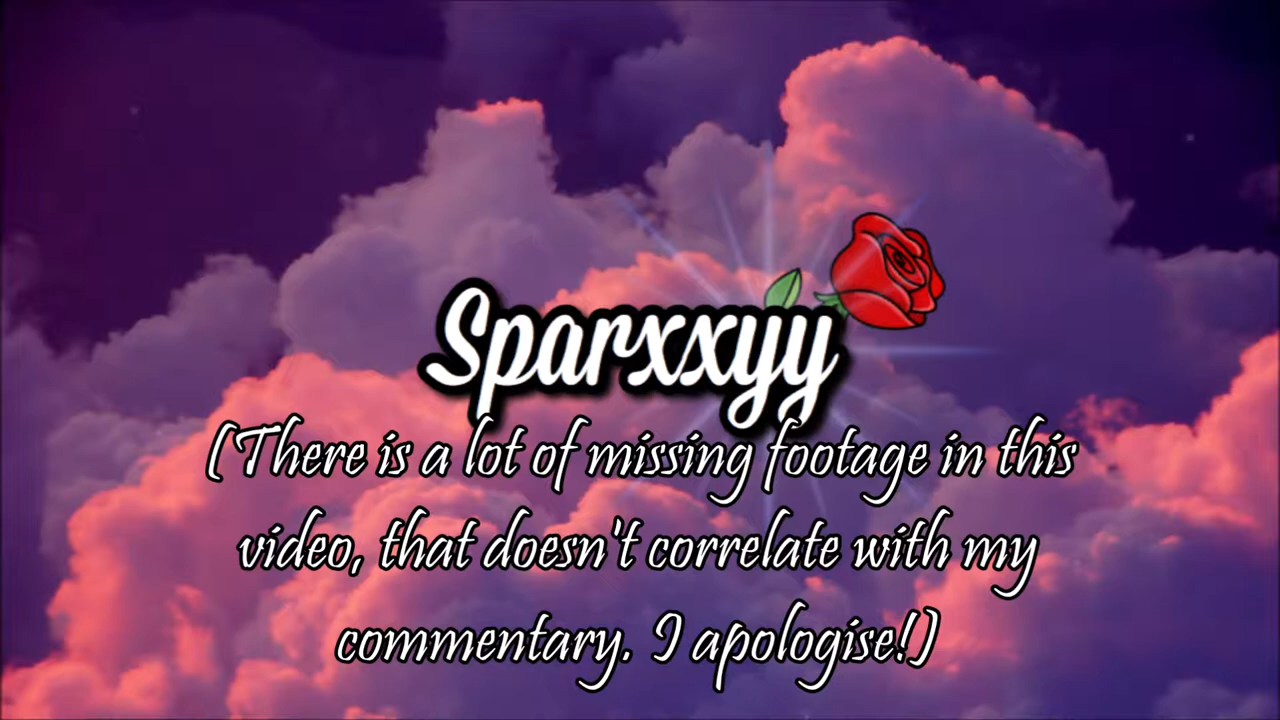 Sparxxyy
(There is a lot of missing footage in this
video, that doesn't correlate with my
commentary. I apologise!)